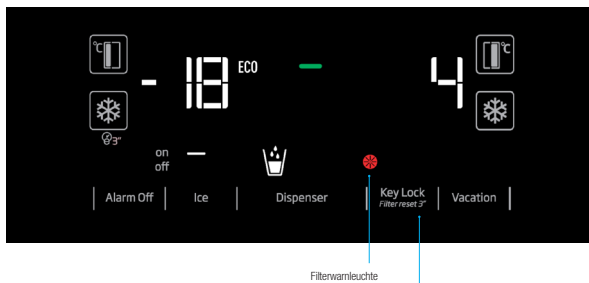 °C
°C
- 18 ECO
4
3"
on
off
Alarm Off
Ice
Dispenser
Key Lock
Filter reset 3"
Vacation
Filterwarnleuchte